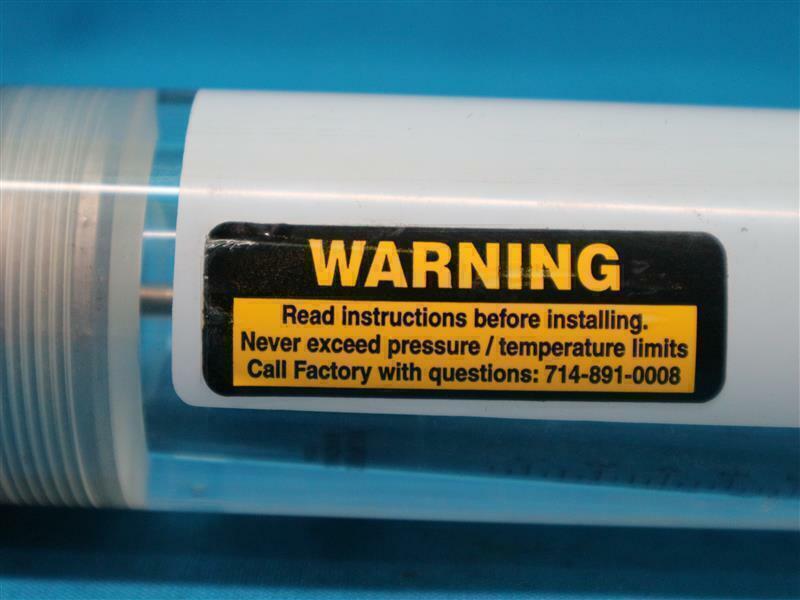 WARNING
Read instructions before installing.
Never exceed pressure / temperature limits
Call Factory with questions: 714-891-0008